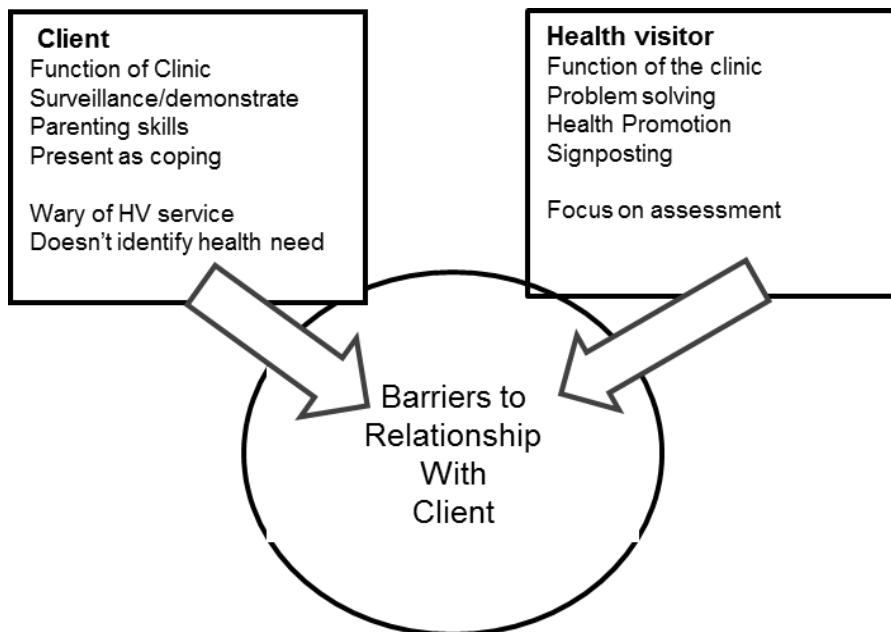 Client
Function of Clinic
Surveillance/demonstrate
Parenting skills
Present as coping
Wary of HV service
Doesn't identify health need
Health visitor
Function of the clinic
Problem solving
Health Promotion
Signposting
Focus on assessment
Barriers to
Relationship
With
Client